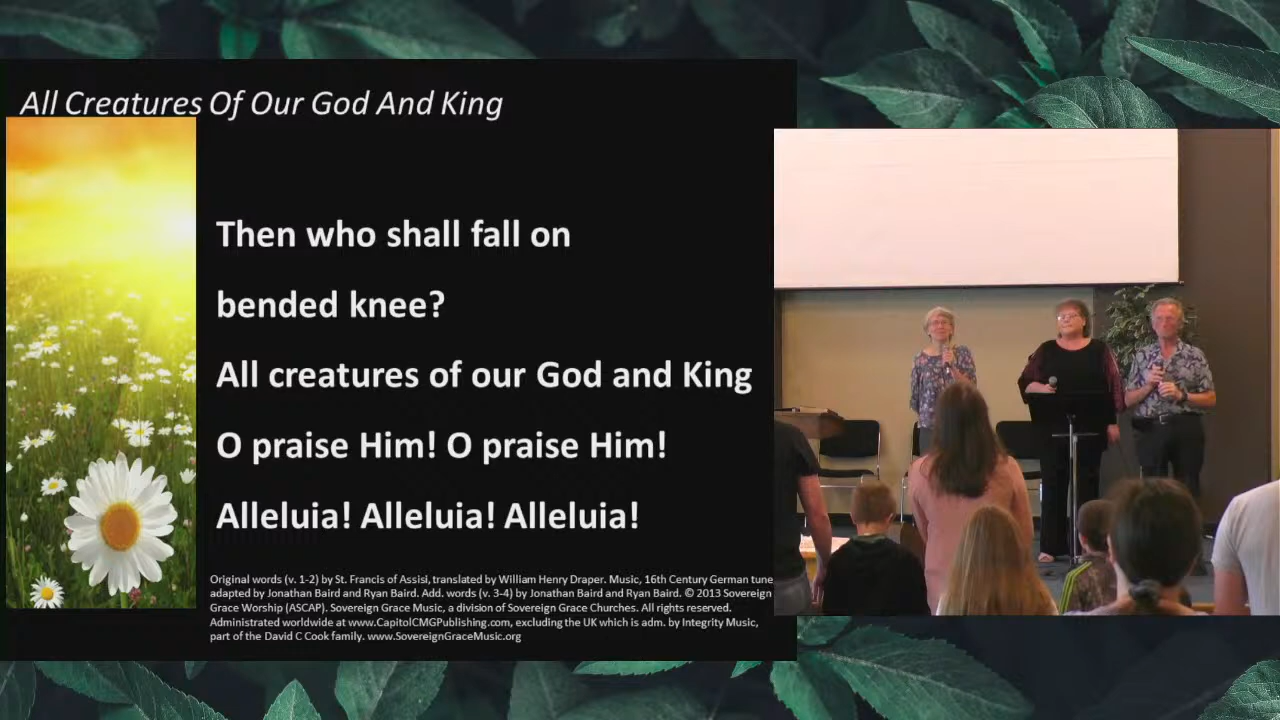 All Creatures Of Our God And King
Then who shall fall on
bended knee?
All creatures of our God and King
O praise Him! O praise Him!
Alleluia! Alleluia! Alleluia!
Original words (v. 1-2) by St. Francis of Assisi, translated by William Henry Draper. Music, 16th Century German tune
adapted by Jonathan Baird and Ryan Baird. Add. words (v. 3-4) by Jonathan Baird and Ryan Baird. © 2013 Sovereign
Grace Worship (ASCAP). Sovereign Grace Music, a division of Sovereign Grace Churches. All rights reserved.
Administrated worldwide at www.CapitolCMGPublishing.com, excluding the UK which is adm. by Integrity Music,
part of the David C Cook family. www.SovereignGraceMusic.org